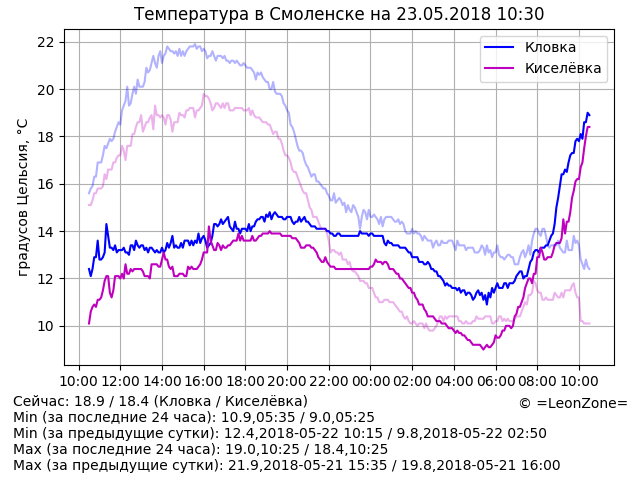 Температура в Смоленске на 23.05.2018 10:30
градусов Цельсия, °C
22
20
18
16
14
12
10
Кловка
Киселёвка
10:00 12:00 14:00 16:00 18:00 20:00 22:00 00:00 02:00 04:00 06:00 08:00 10:00
Сейчас: 18.9 / 18.4 (Кловка / Киселёвка)
© =LeonZone=
Min (за последние 24 часа): 10.9,05:35 / 9.0,05:25
Min (за предыдущие сутки): 12.4,2018-05-22 10:15 / 9.8,2018-05-22 02:50
Max (за последние 24 часа): 19.0,10:25 / 18.4,10:25
Max (за предыдущие сутки): 21.9,2018-05-21 15:35 / 19.8,2018-05-21 16:00